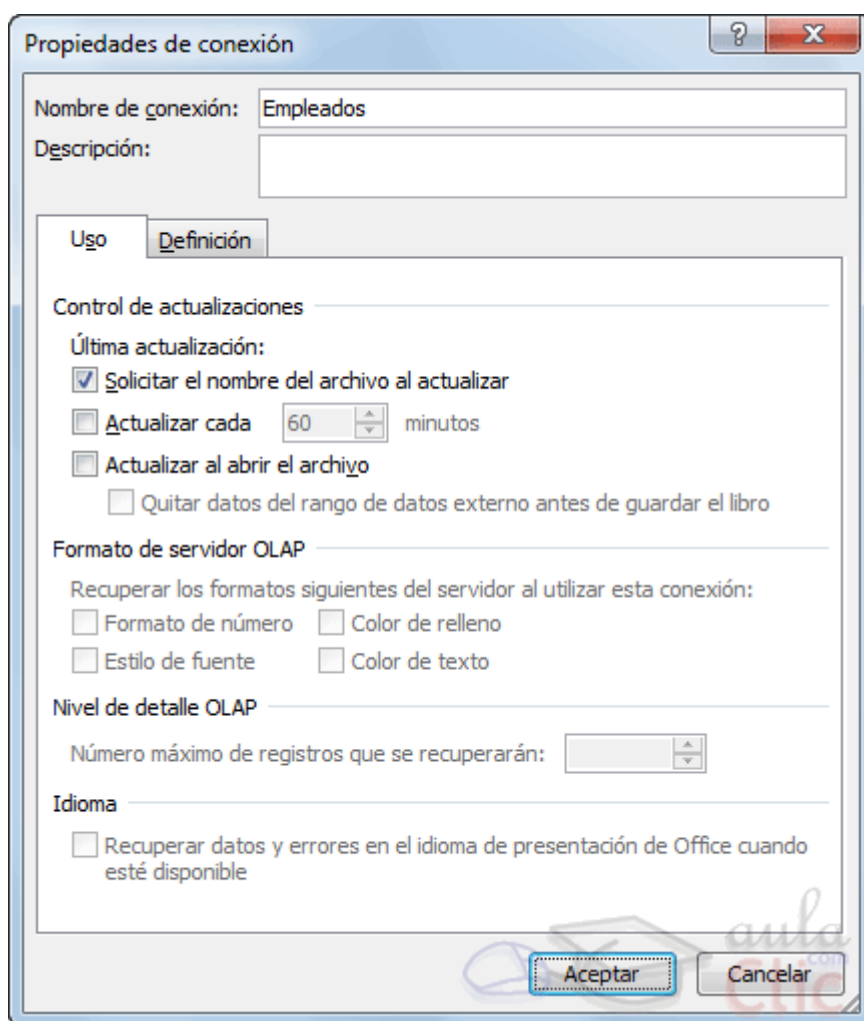 Propiedades de conexión
Nombre de conexión: Empleados
Descripción:
Uso Definición
Control de actualizaciones
Última actualización:
Solicitar el nombre del archivo al actualizar
Actualizar cada 60 minutos
Actualizar al abrir el archivo
Quitar datos del rango de datos externo antes de guardar el libro
Formato de servidor OLAP
Recuperar los formatos siguientes del servidor al utilizar esta conexión:
Formato de número Color de relleno
Estilo de fuente Color de texto
Nivel de detalle OLAP
Número máximo de registros que se recuperarán:
Idioma
Recuperar datos y errores en el idioma de presentación de Office cuando
esté disponible
aula
.com
Clic
Aceptar Cancelar